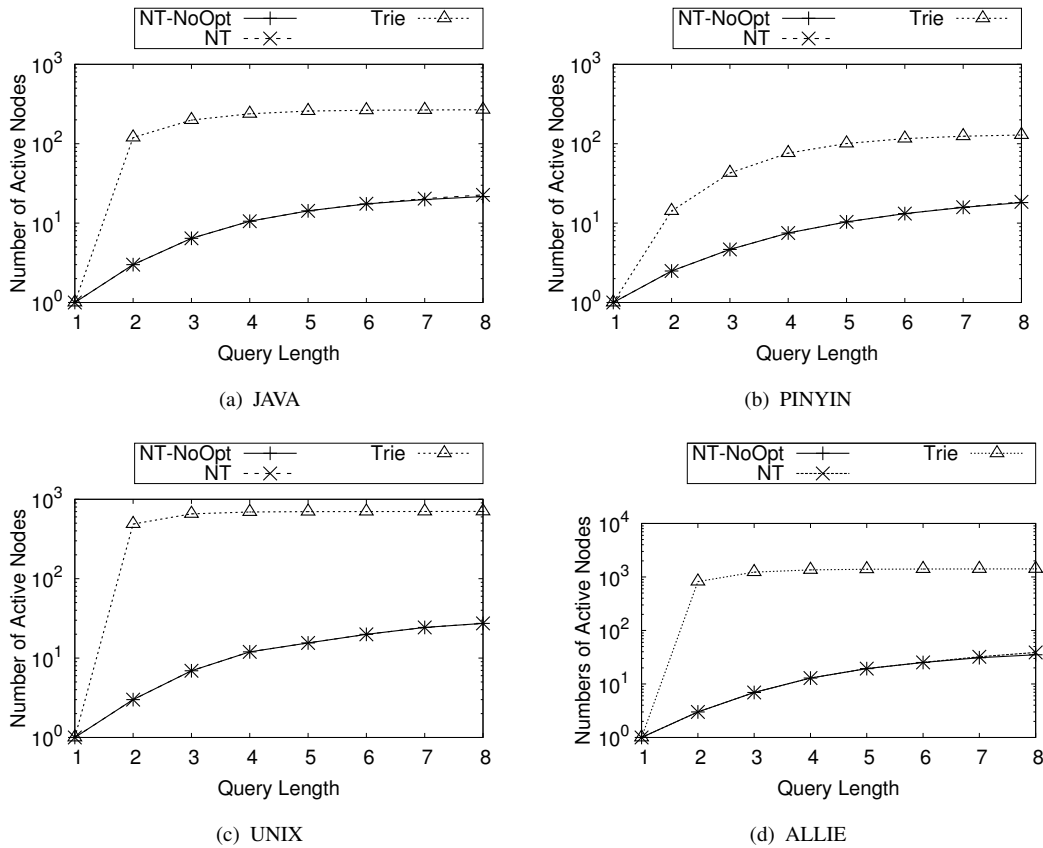 NT-NoOpt
NT
Trie
Number of Active Nodes
10^3
10^2
10^1
10^0
1 2 3 4 5 6 7 8
Query Length
(a) JAVA
NT-NoOpt
NT
Trie
Number of Active Nodes
10^3
10^2
10^1
10^0
1 2 3 4 5 6 7 8
Query Length
(b) PINYIN
NT-NoOpt
NT
Trie
Number of Active Nodes
10^3
10^2
10^1
10^0
1 2 3 4 5 6 7 8
Query Length
(c) UNIX
NT-NoOpt
NT
Trie
Numbers of Active Nodes
10^4
10^3
10^2
10^1
10^0
1 2 3 4 5 6 7 8
Query Length
(d) ALLIE